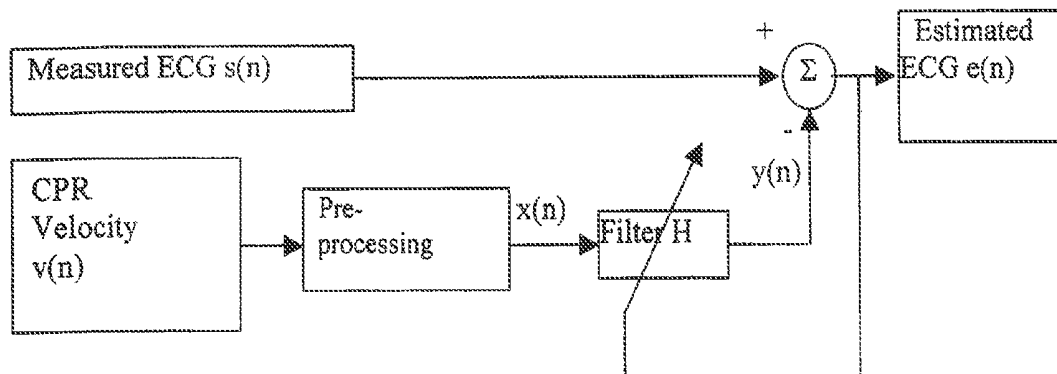 Measured ECG s(n)
+
Σ
Estimated
ECG e(n)
-
y(n)
CPR
Velocity
v(n)
Pre-
processing
x(n)
Filter H